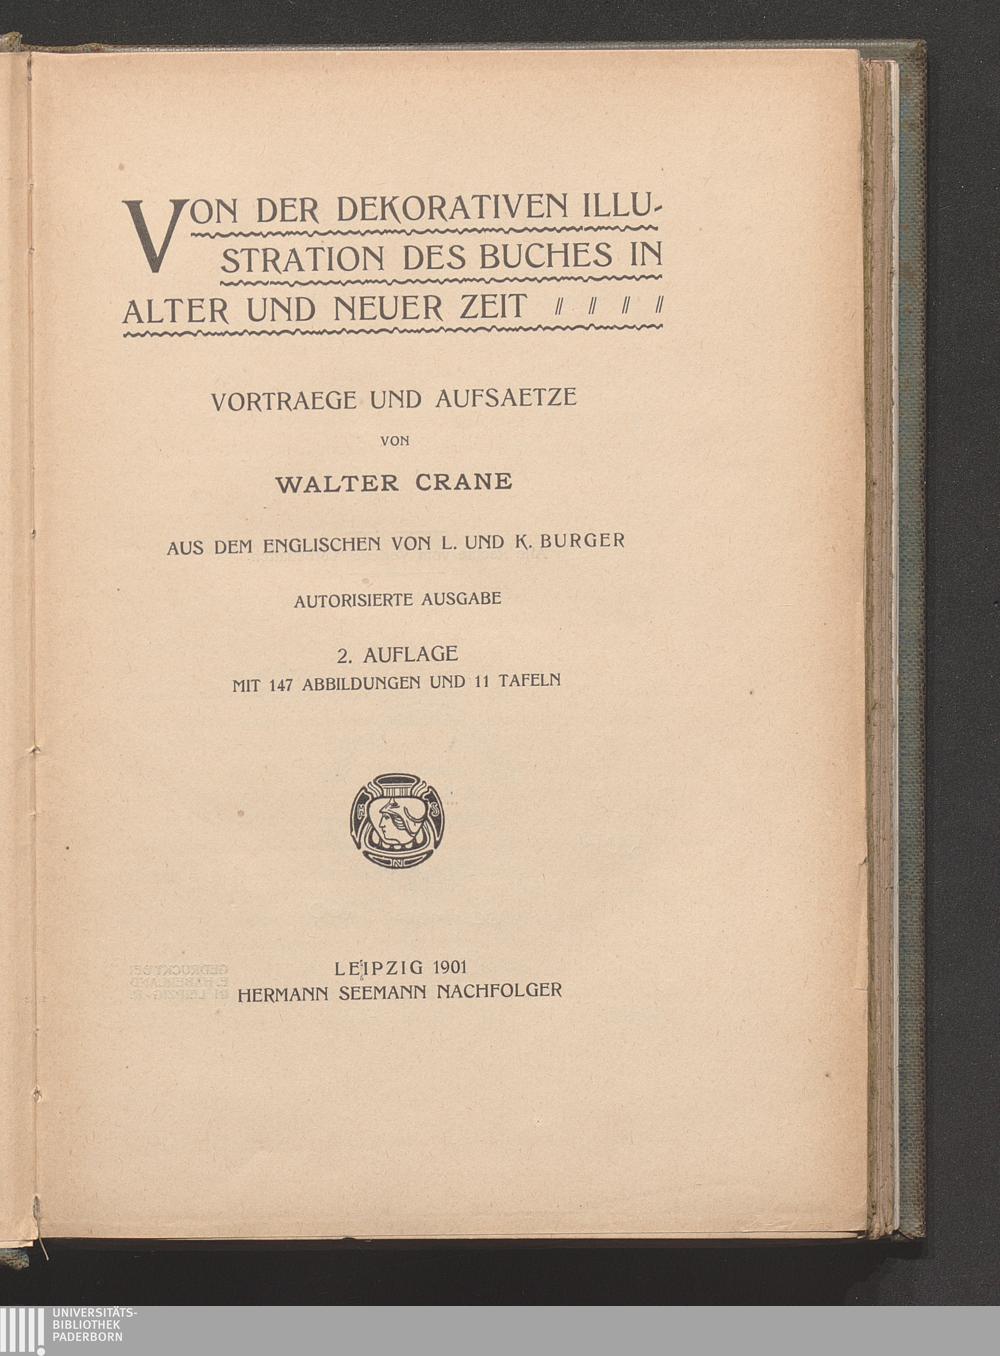 VON DER DEKORATIVEN ILLU-
STRATION DES BUCHES IN
ALTER UND NEUER ZEIT
VORTRAEGE UND AUFSAETZE
VON
WALTER CRANE
AUS DEM ENGLISCHEN VON L. UND K. BURGER
AUTORISIERTE AUSGABE
2. AUFLAGE
MIT 147 ABBILDUNGEN UND 11 TAFELN
H S
N
LEIPZIG 1901
HERMANN SEEMANN NACHFOLGER
UNIVERSITÄTS-
BIBLIOTHEK
PADERBORN